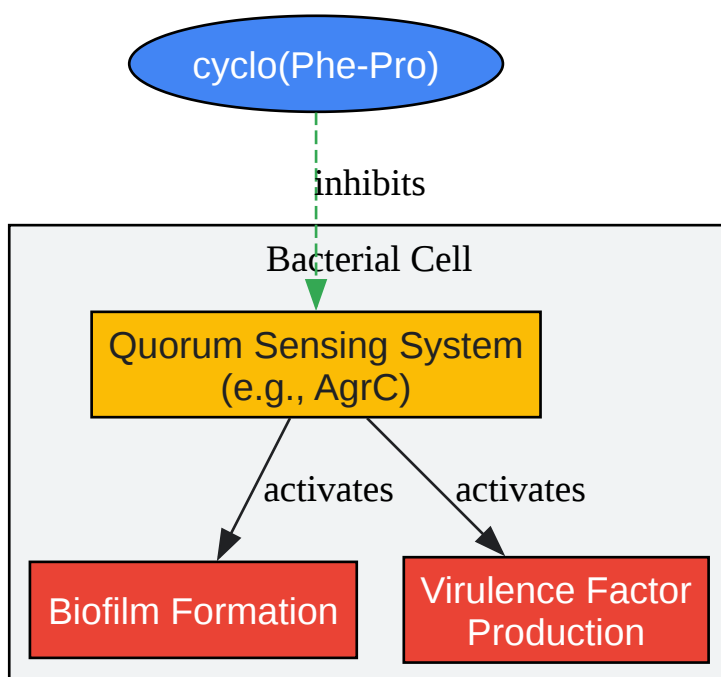 cyclo(Phe-Pro)
inhibits
Bacterial Cell
Quorum Sensing System
(e.g., AgrC)
activates
activates
Biofilm Formation
Virulence Factor
Production